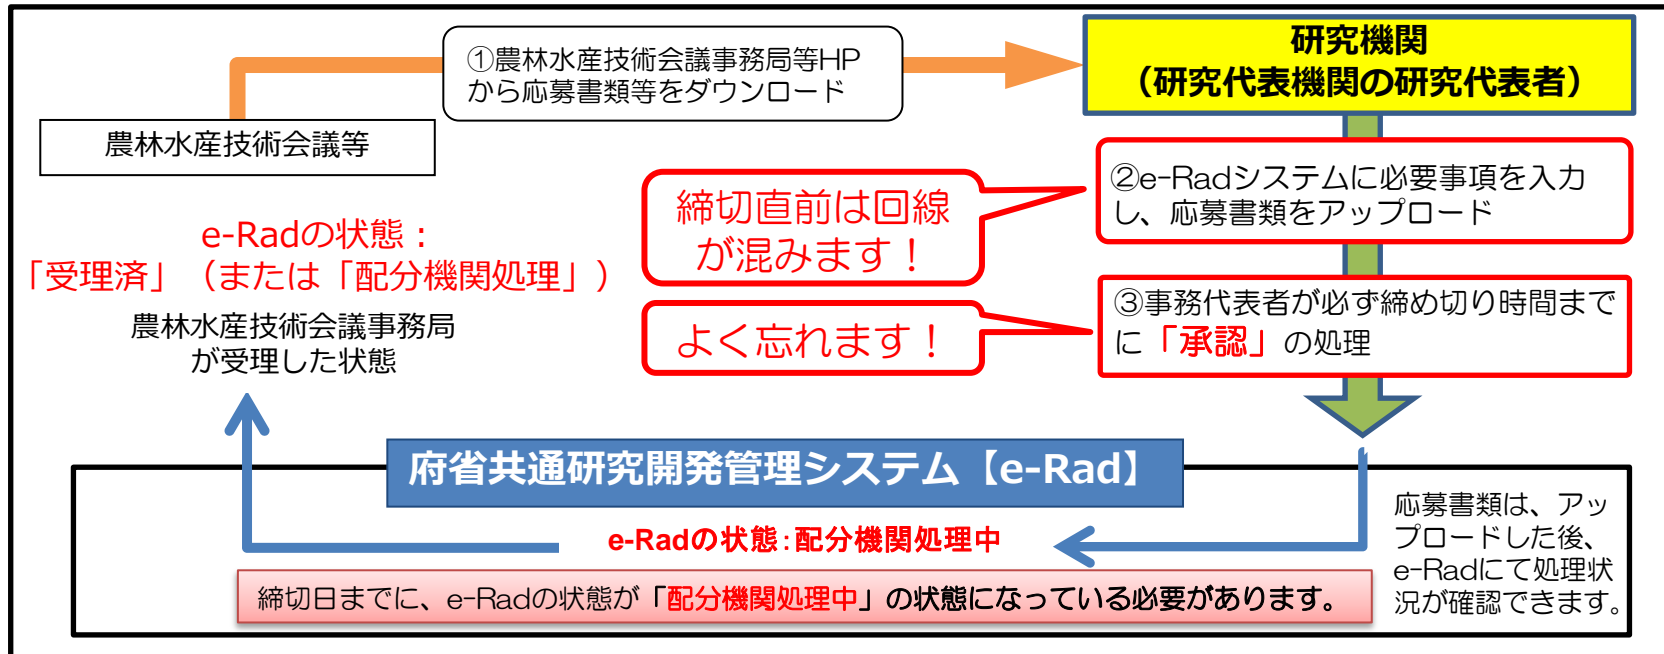 ①農林水産技術会議事務局等HP
から応募書類等をダウンロード
研究機関
（研究代表機関の研究代表者）
農林水産技術会議等
②e-Radシステムに必要事項を入力
し、応募書類をアップロード
締切直前は回線
が混みます！
e-Radの状態：
「受理済」（または「配分機関処理」）
農林水産技術会議事務局
が受理した状態
③事務代表者が必ず締め切り時間まで
に「承認」の処理
よく忘れます！
府省共通研究開発管理システム【e-Rad】
e-Radの状態：配分機関処理中
締切日までに、e-Radの状態が「配分機関処理中」の状態になっている必要があります。
応募書類は、アッ
プロードした後、
e-Radにて処理状
況が確認できます。